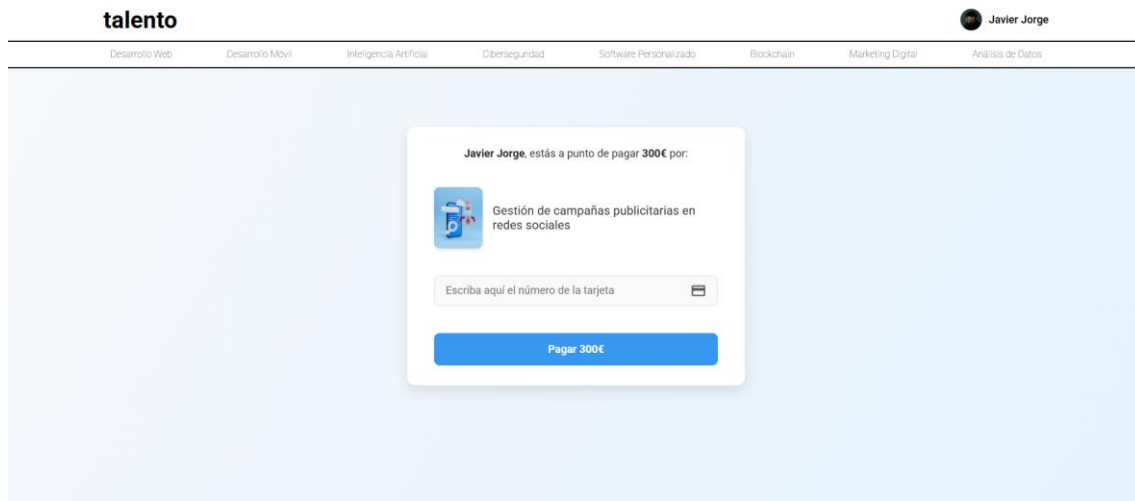 talento
Javier Jorge
Desarrollo Web
Desarrollo Móvil
Inteligencia Artificial
Ciberseguridad
Software Personalizado
Blockchain
Marketing Digital
Análisis de Datos
Javier Jorge, estás a punto de pagar 300€ por:
Gestión de campañas publicitarias en
redes sociales
Escriba aquí el número de la tarjeta
Pagar 300€